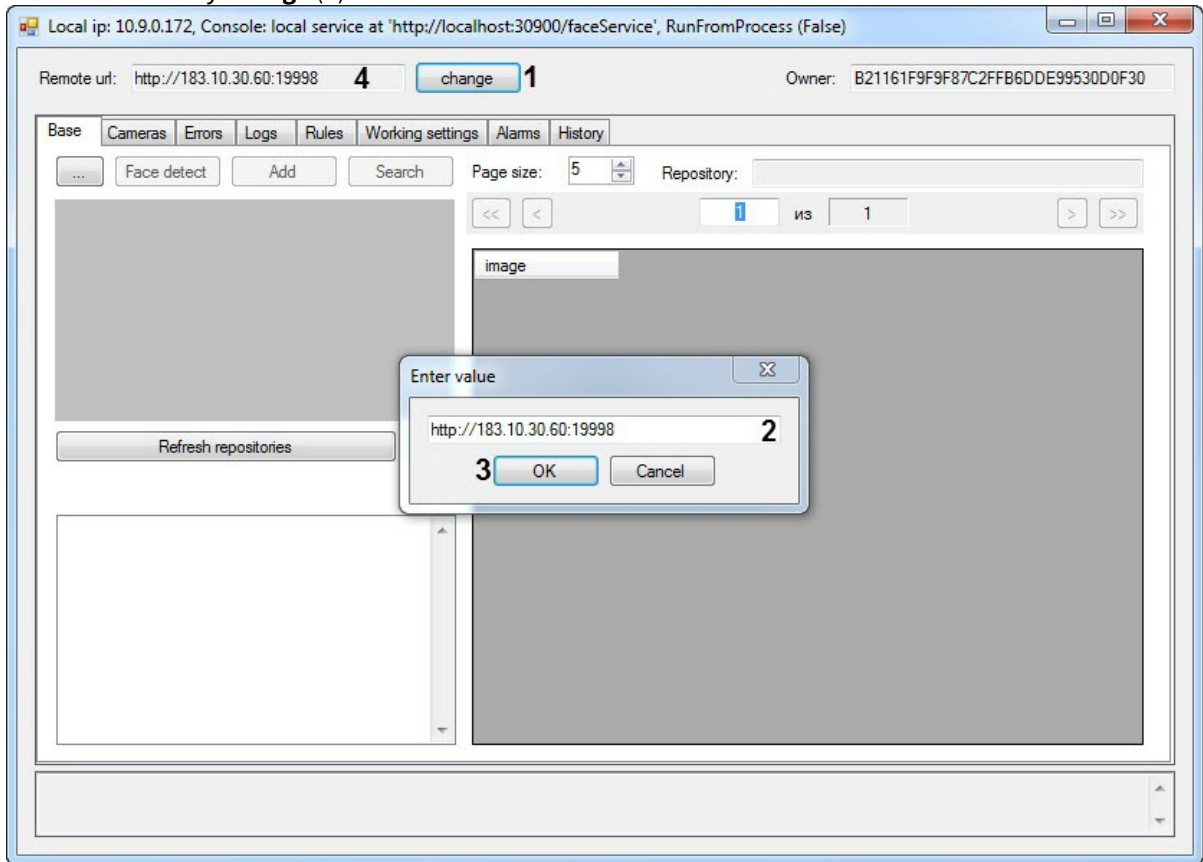 Local ip: 10.9.0.172, Console: local service at 'http://localhost:30900/faceService', RunFromProcess (False)
Remote url: http://183.10.30.60:19998 4 change 1 Owner: B21161F9F9F87C2FFB6DDE99530D0F30
Base Cameras Errors Logs Rules Working settings Alarms History
... Face detect Add Search Page size: 5 Repository:
<< < 1 из 1 > >>
image
Enter value
http://183.10.30.60:19998 2
Refresh repositories
3 OK Cancel